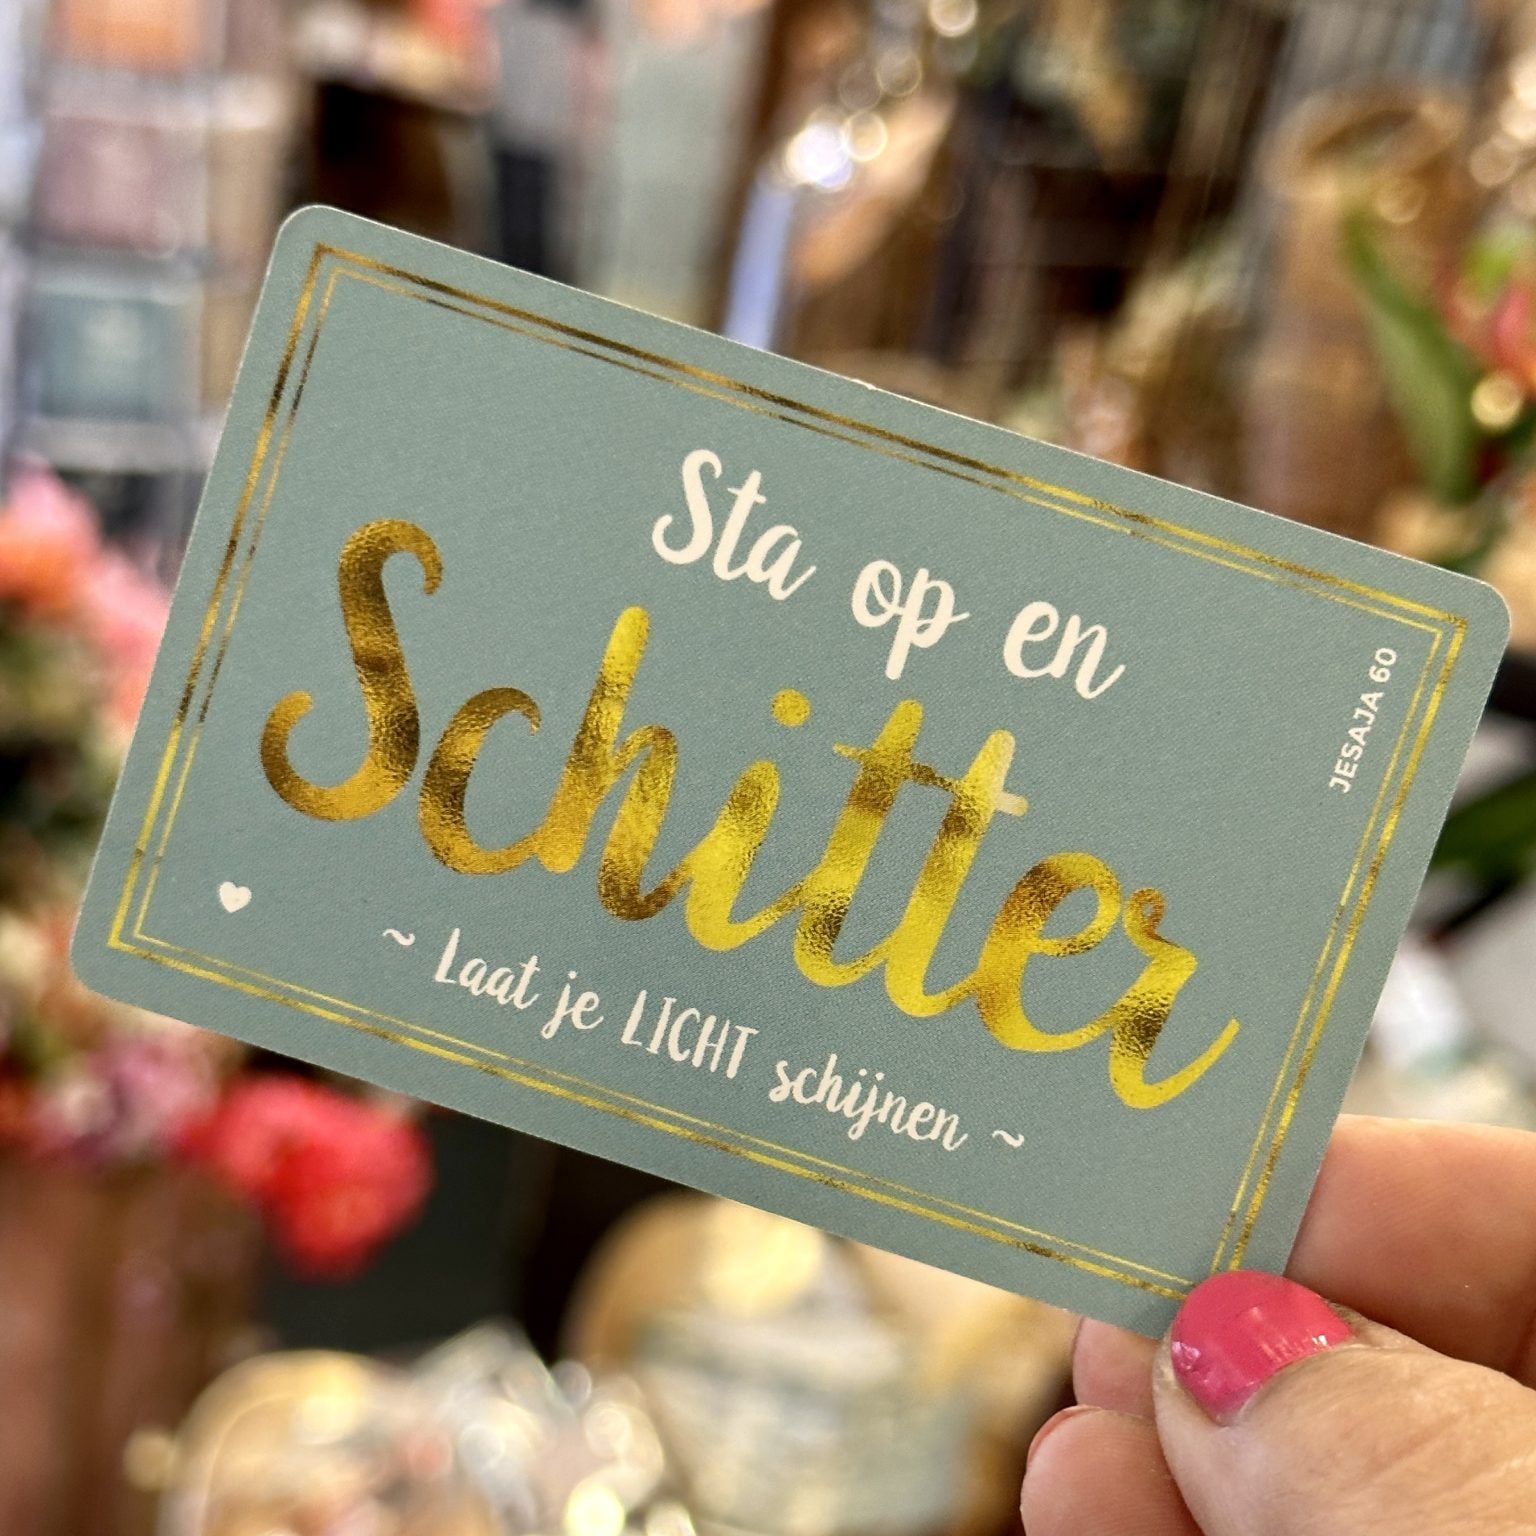 Sta op en
Schitter
~ Laat je LICHT schijnen ~
JESAJA 60